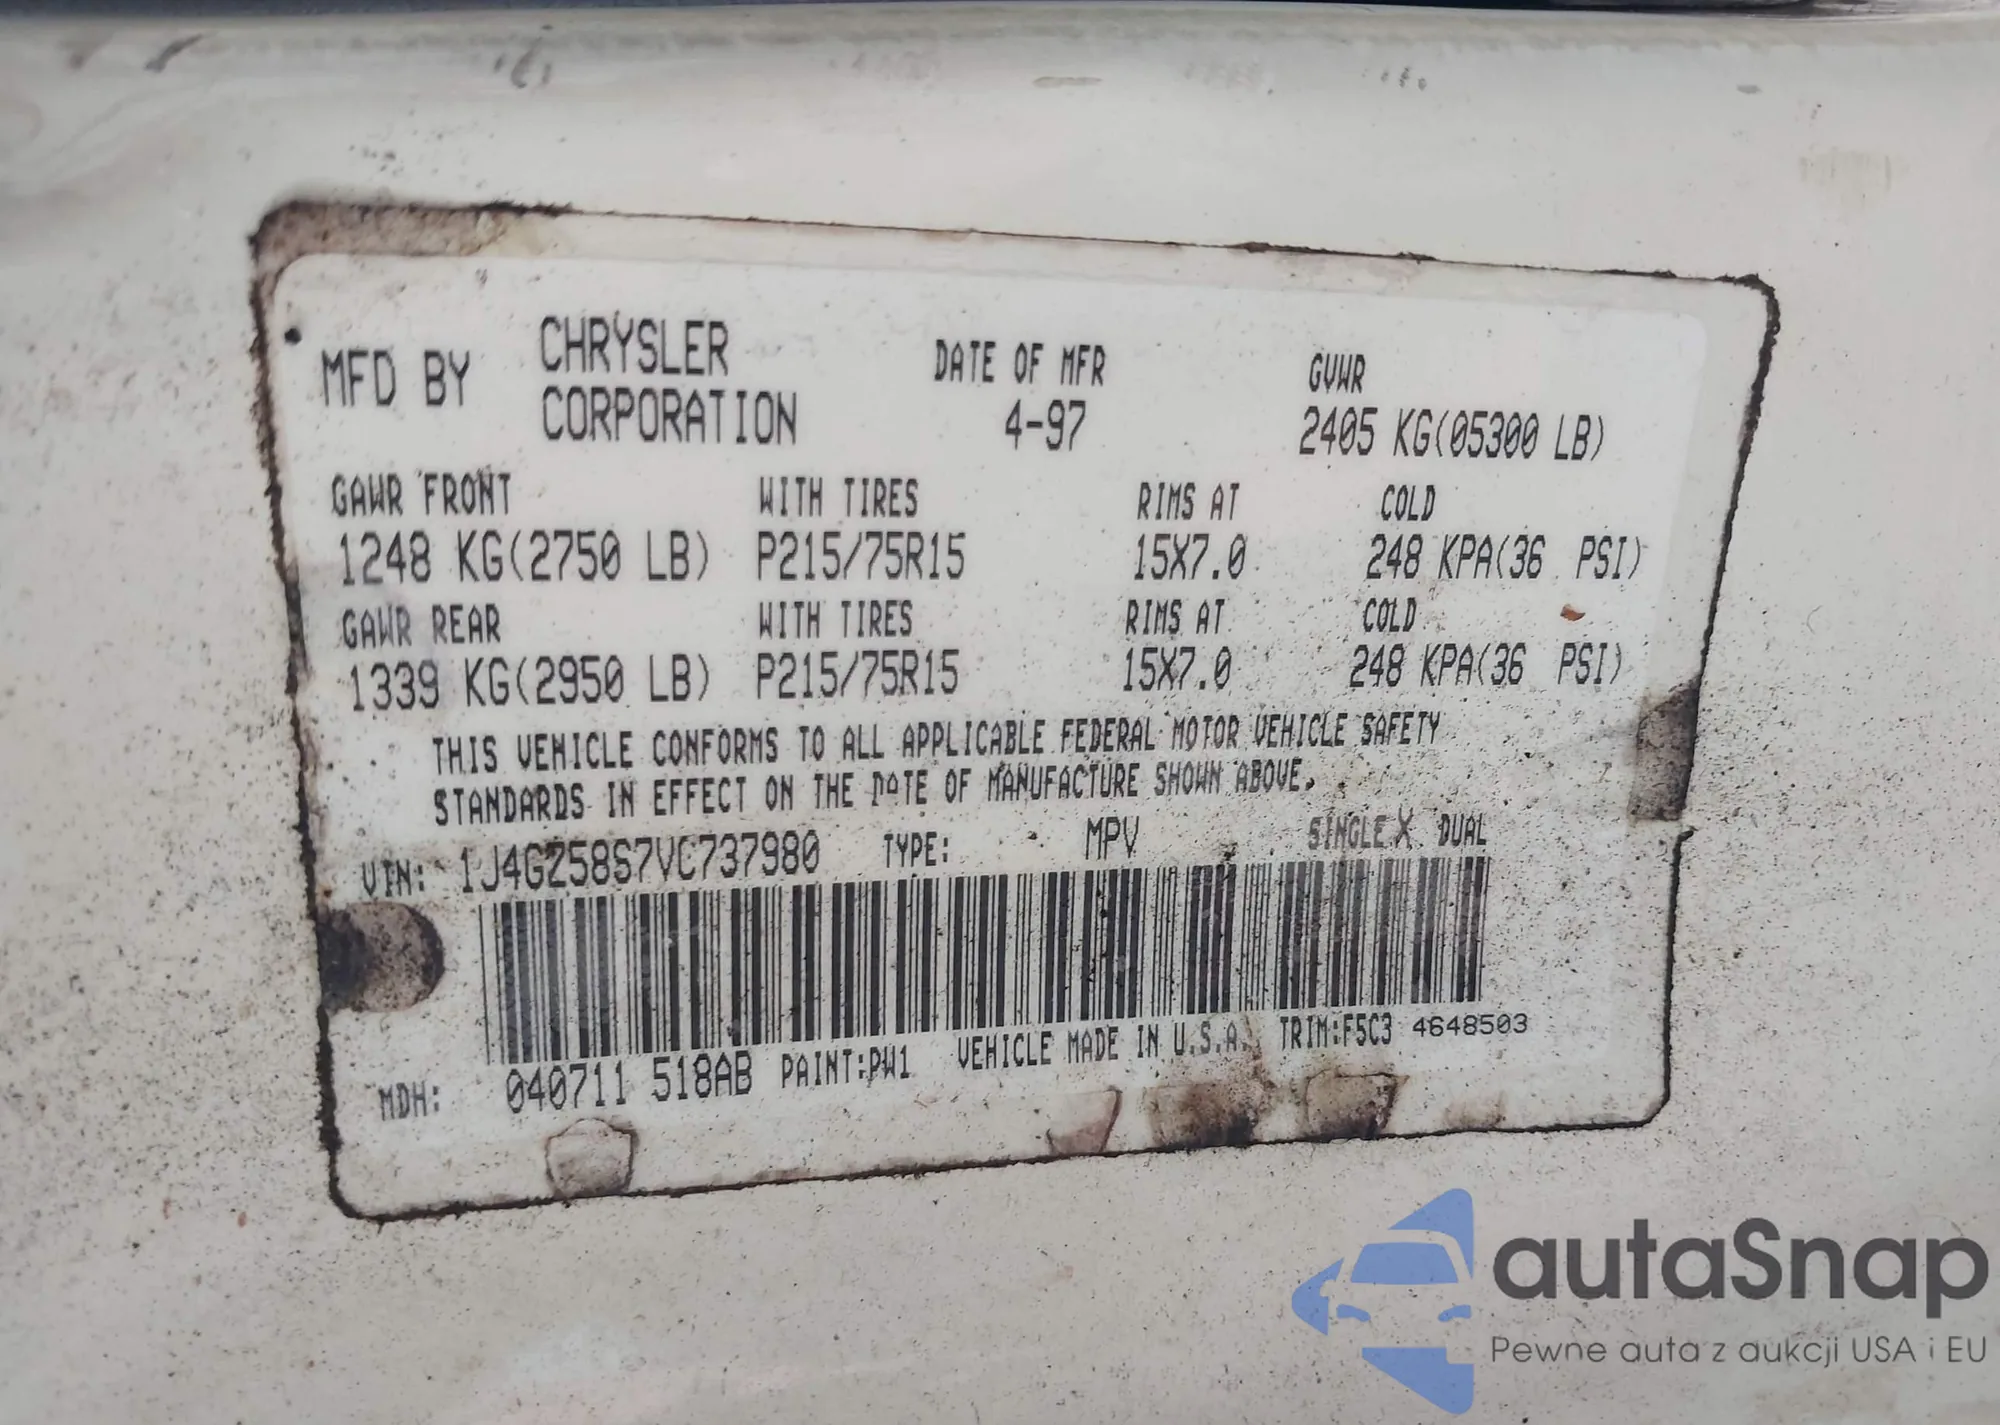 MFD BY CHRYSLER CORPORATION DATE OF MFR 4-97 GVWR 2405 KG(05300 LB)
GAWR FRONT WITH TIRES RIMS AT COLD
1248 KG(2750 LB) P215/75R15 15X7.0 248 KPA(36 PSI)
GAWR REAR WITH TIRES RIMS AT COLD
1339 KG(2950 LB) P215/75R15 15X7.0 248 KPA(36 PSI)
THIS VEHICLE CONFORMS TO ALL APPLICABLE FEDERAL MOTOR VEHICLE SAFETY
STANDARDS IN EFFECT ON THE DATE OF MANUFACTURE SHOWN ABOVE.
VIN: 1J4GZ58S7VC737980 TYPE: MPV SINGLE X DUAL
MDH: 040711 518AB PAINT:PW1 VEHICLE MADE IN U.S.A. TRIM:F5C3 4648503
autaSnap
Pewne auta z aukcji USA i EU